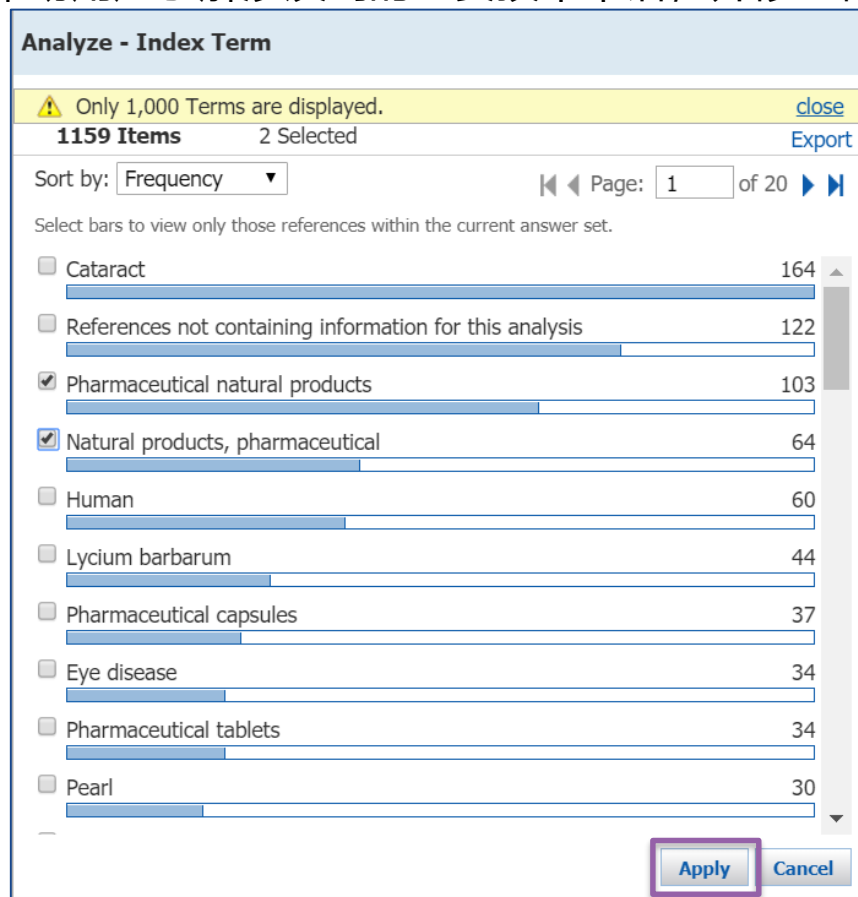 Analyze - Index Term
Only 1,000 Terms are displayed. close
1159 Items 2 Selected Export
Sort by: Frequency Page: 1 of 20
Select bars to view only those references within the current answer set.
Cataract 164
References not containing information for this analysis 122
Pharmaceutical natural products 103
Natural products, pharmaceutical 64
Human 60
Lycium barbarum 44
Pharmaceutical capsules 37
Eye disease 34
Pharmaceutical tablets 34
Pearl 30
Apply Cancel